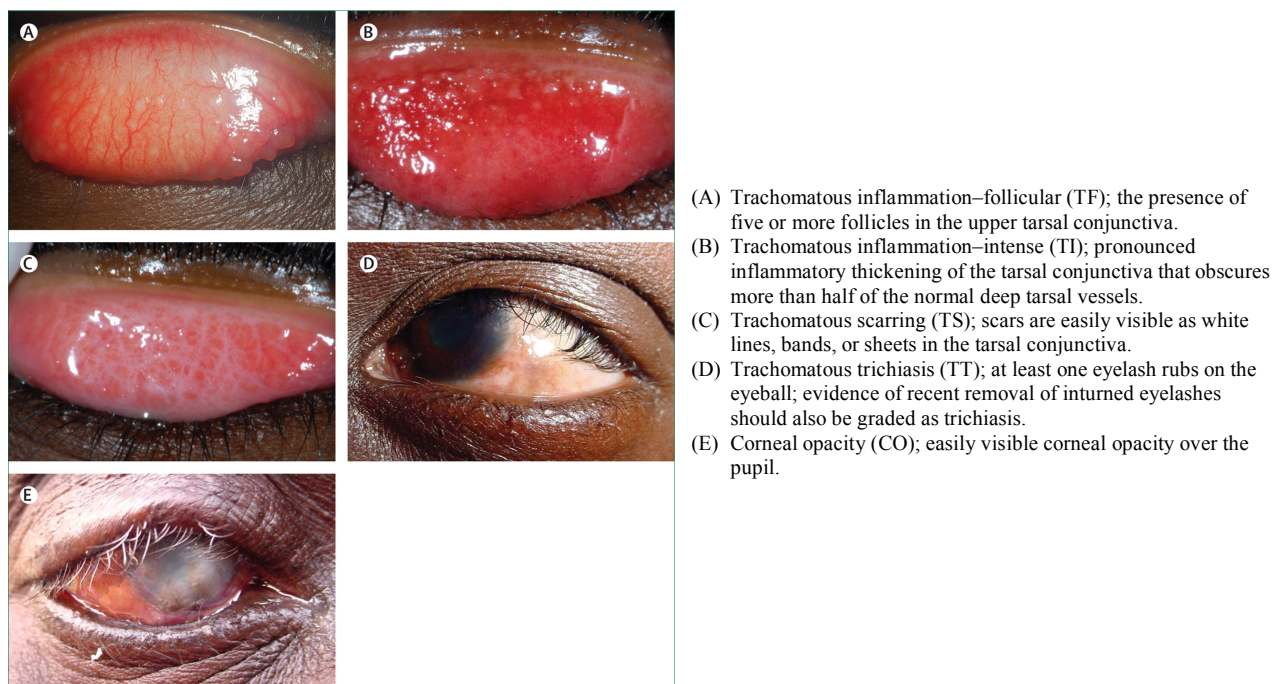 A
B
C
D
E
(A) Trachomatous inflammation–follicular (TF); the presence of
five or more follicles in the upper tarsal conjunctiva.
(B) Trachomatous inflammation–intense (TI); pronounced
inflammatory thickening of the tarsal conjunctiva that obscures
more than half of the normal deep tarsal vessels.
(C) Trachomatous scarring (TS); scars are easily visible as white
lines, bands, or sheets in the tarsal conjunctiva.
(D) Trachomatous trichiasis (TT); at least one eyelash rubs on the
eyeball; evidence of recent removal of inturned eyelashes
should also be graded as trichiasis.
(E) Corneal opacity (CO); easily visible corneal opacity over the
pupil.